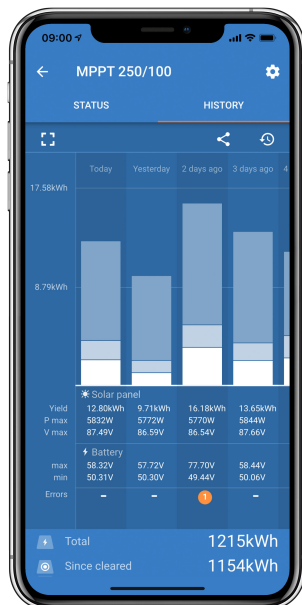 09:00
MPPT 250/100
STATUS HISTORY
Today Yesterday 2 days ago 3 days ago 4
17.58kWh
8.79kWh
Solar panel
Yield 12.80kWh 9.71kWh 16.18kWh 13.65kWh
P max 5832W 5772W 5770W 5844W
V max 87.49V 86.59V 86.54V 87.66V
Battery
max 58.32V 57.72V 77.70V 58.44V
min 50.31V 50.30V 49.44V 50.06V
Errors – – 1 –
Total 1215kWh
Since cleared 1154kWh